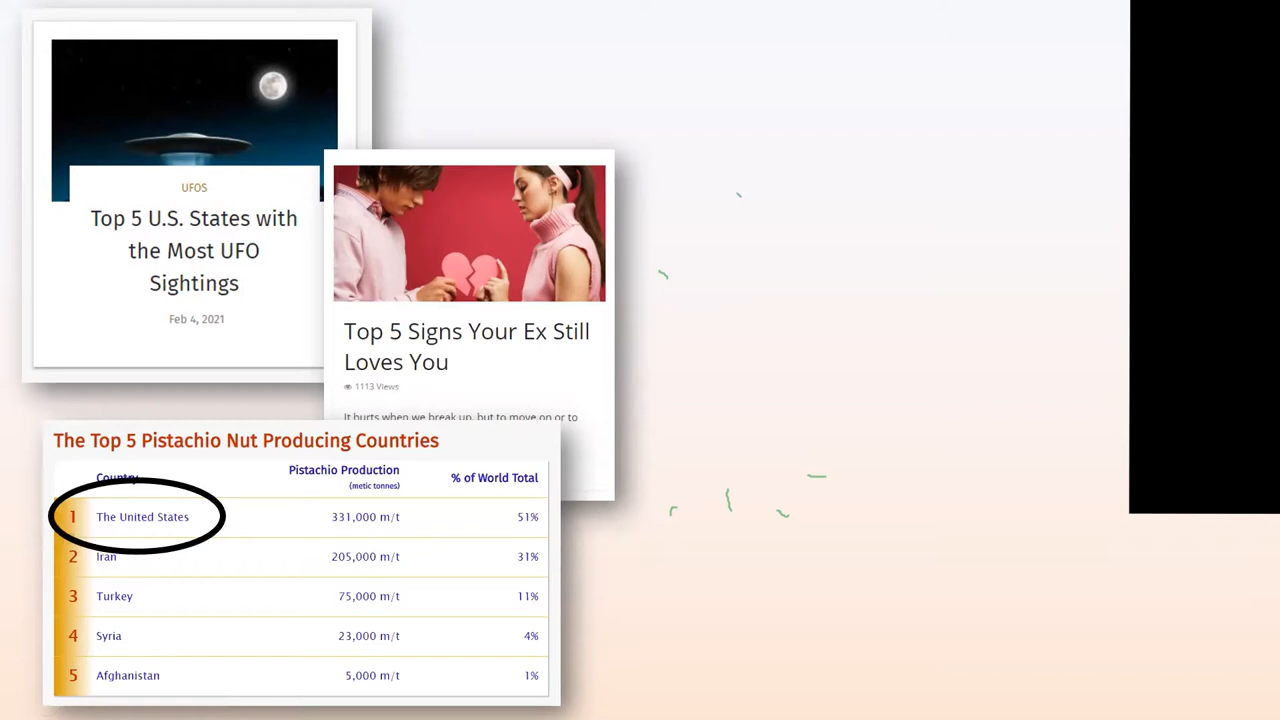 UFOS
Top 5 U.S. States with
the Most UFO
Sightings
Feb 4, 2021
Top 5 Signs Your Ex Still
Loves You
1113 Views
It hurts when we break up, but to move on or to
The Top 5 Pistachio Nut Producing Countries
Country Pistachio Production % of World Total
(metic tonnes)
1 The United States 331,000 m/t 51%
2 Iran 205,000 m/t 31%
3 Turkey 75,000 m/t 11%
4 Syria 23,000 m/t 4%
5 Afghanistan 5,000 m/t 1%